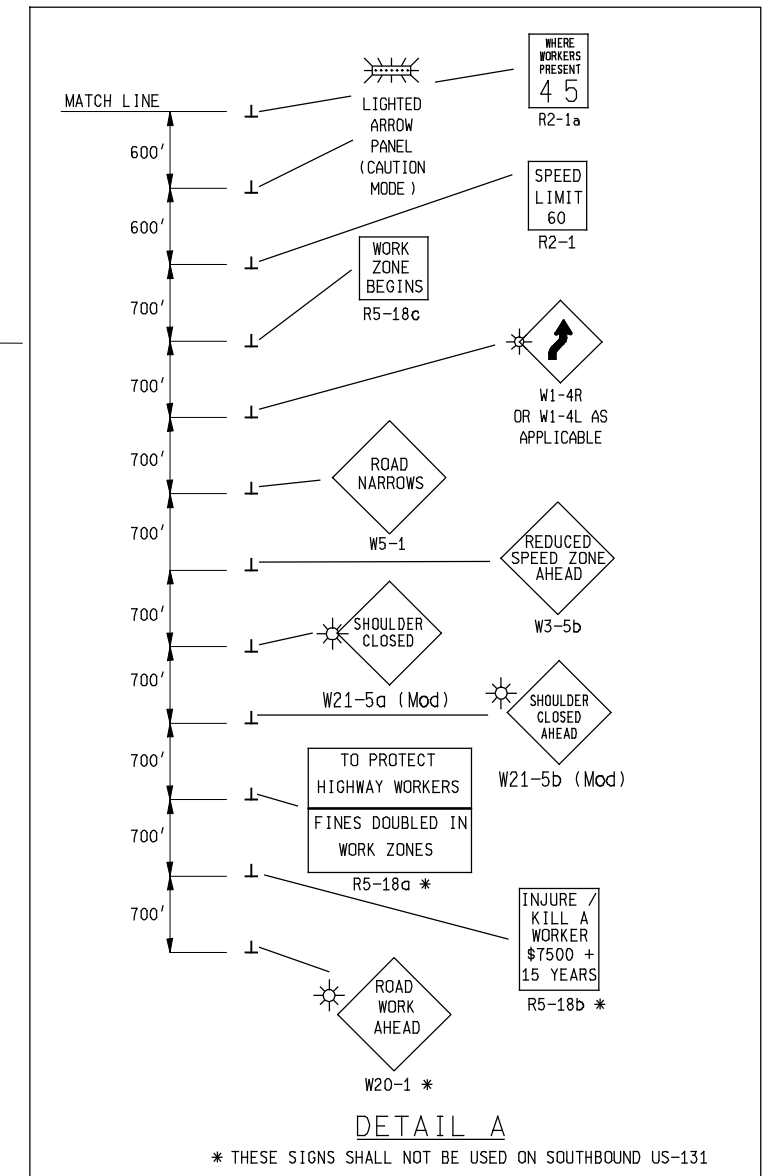 WHERE
WORKERS
PRESENT
45
R2-1a
MATCH LINE
LIGHTED
ARROW
PANEL
(CAUTION
MODE)
600'
600'
SPEED
LIMIT
60
R2-1
WORK
ZONE
BEGINS
R5-18c
700'
W1-4R
OR W1-4L AS
APPLICABLE
700'
ROAD
NARROWS
W5-1
700'
REDUCED
SPEED ZONE
AHEAD
W3-5b
700'
SHOULDER
CLOSED
W21-5a (Mod)
700'
SHOULDER
CLOSED
AHEAD
W21-5b (Mod)
700'
TO PROTECT
HIGHWAY WORKERS
FINES DOUBLED IN
WORK ZONES
R5-18a *
700'
700'
INJURE /
KILL A
WORKER
$7500 +
15 YEARS
R5-18b *
700'
ROAD
WORK
AHEAD
W20-1 *
DETAIL A
* THESE SIGNS SHALL NOT BE USED ON SOUTHBOUND US-131